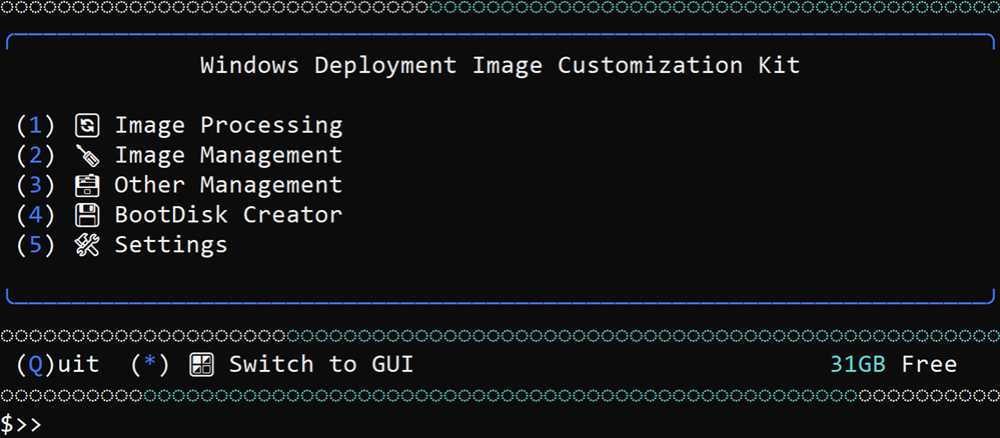 Windows Deployment Image Customization Kit
(1) 🔄 Image Processing
(2) 🪛 Image Management
(3) 🗃 Other Management
(4) 💾 BootDisk Creator
(5) 🛠 Settings
(Q)uit (*) Switch to GUI 31GB Free
$>>